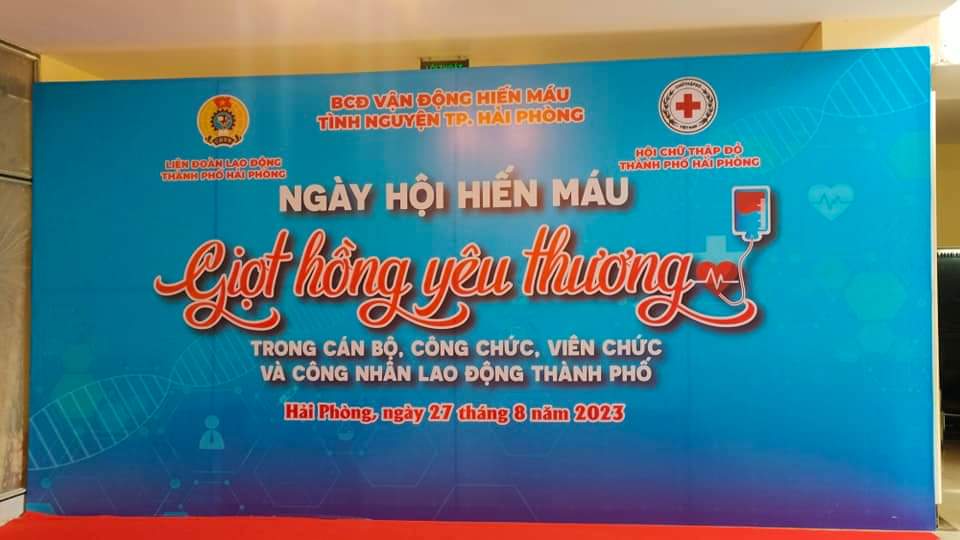 BCĐ VẬN ĐỘNG HIẾN MÁU
TÌNH NGUYỆN TP. HẢI PHÒNG
LIÊN ĐOÀN LAO ĐỘNG
THÀNH PHỐ HẢI PHÒNG
HỘI CHỮ THẬP ĐỎ
THÀNH PHỐ HẢI PHÒNG
NGÀY HỘI HIẾN MÁU
Giọt hồng yêu thương
TRONG CÁN BỘ, CÔNG CHỨC, VIÊN CHỨC
VÀ CÔNG NHÂN LAO ĐỘNG THÀNH PHỐ
Hải Phòng, ngày 27 tháng 8 năm 2023